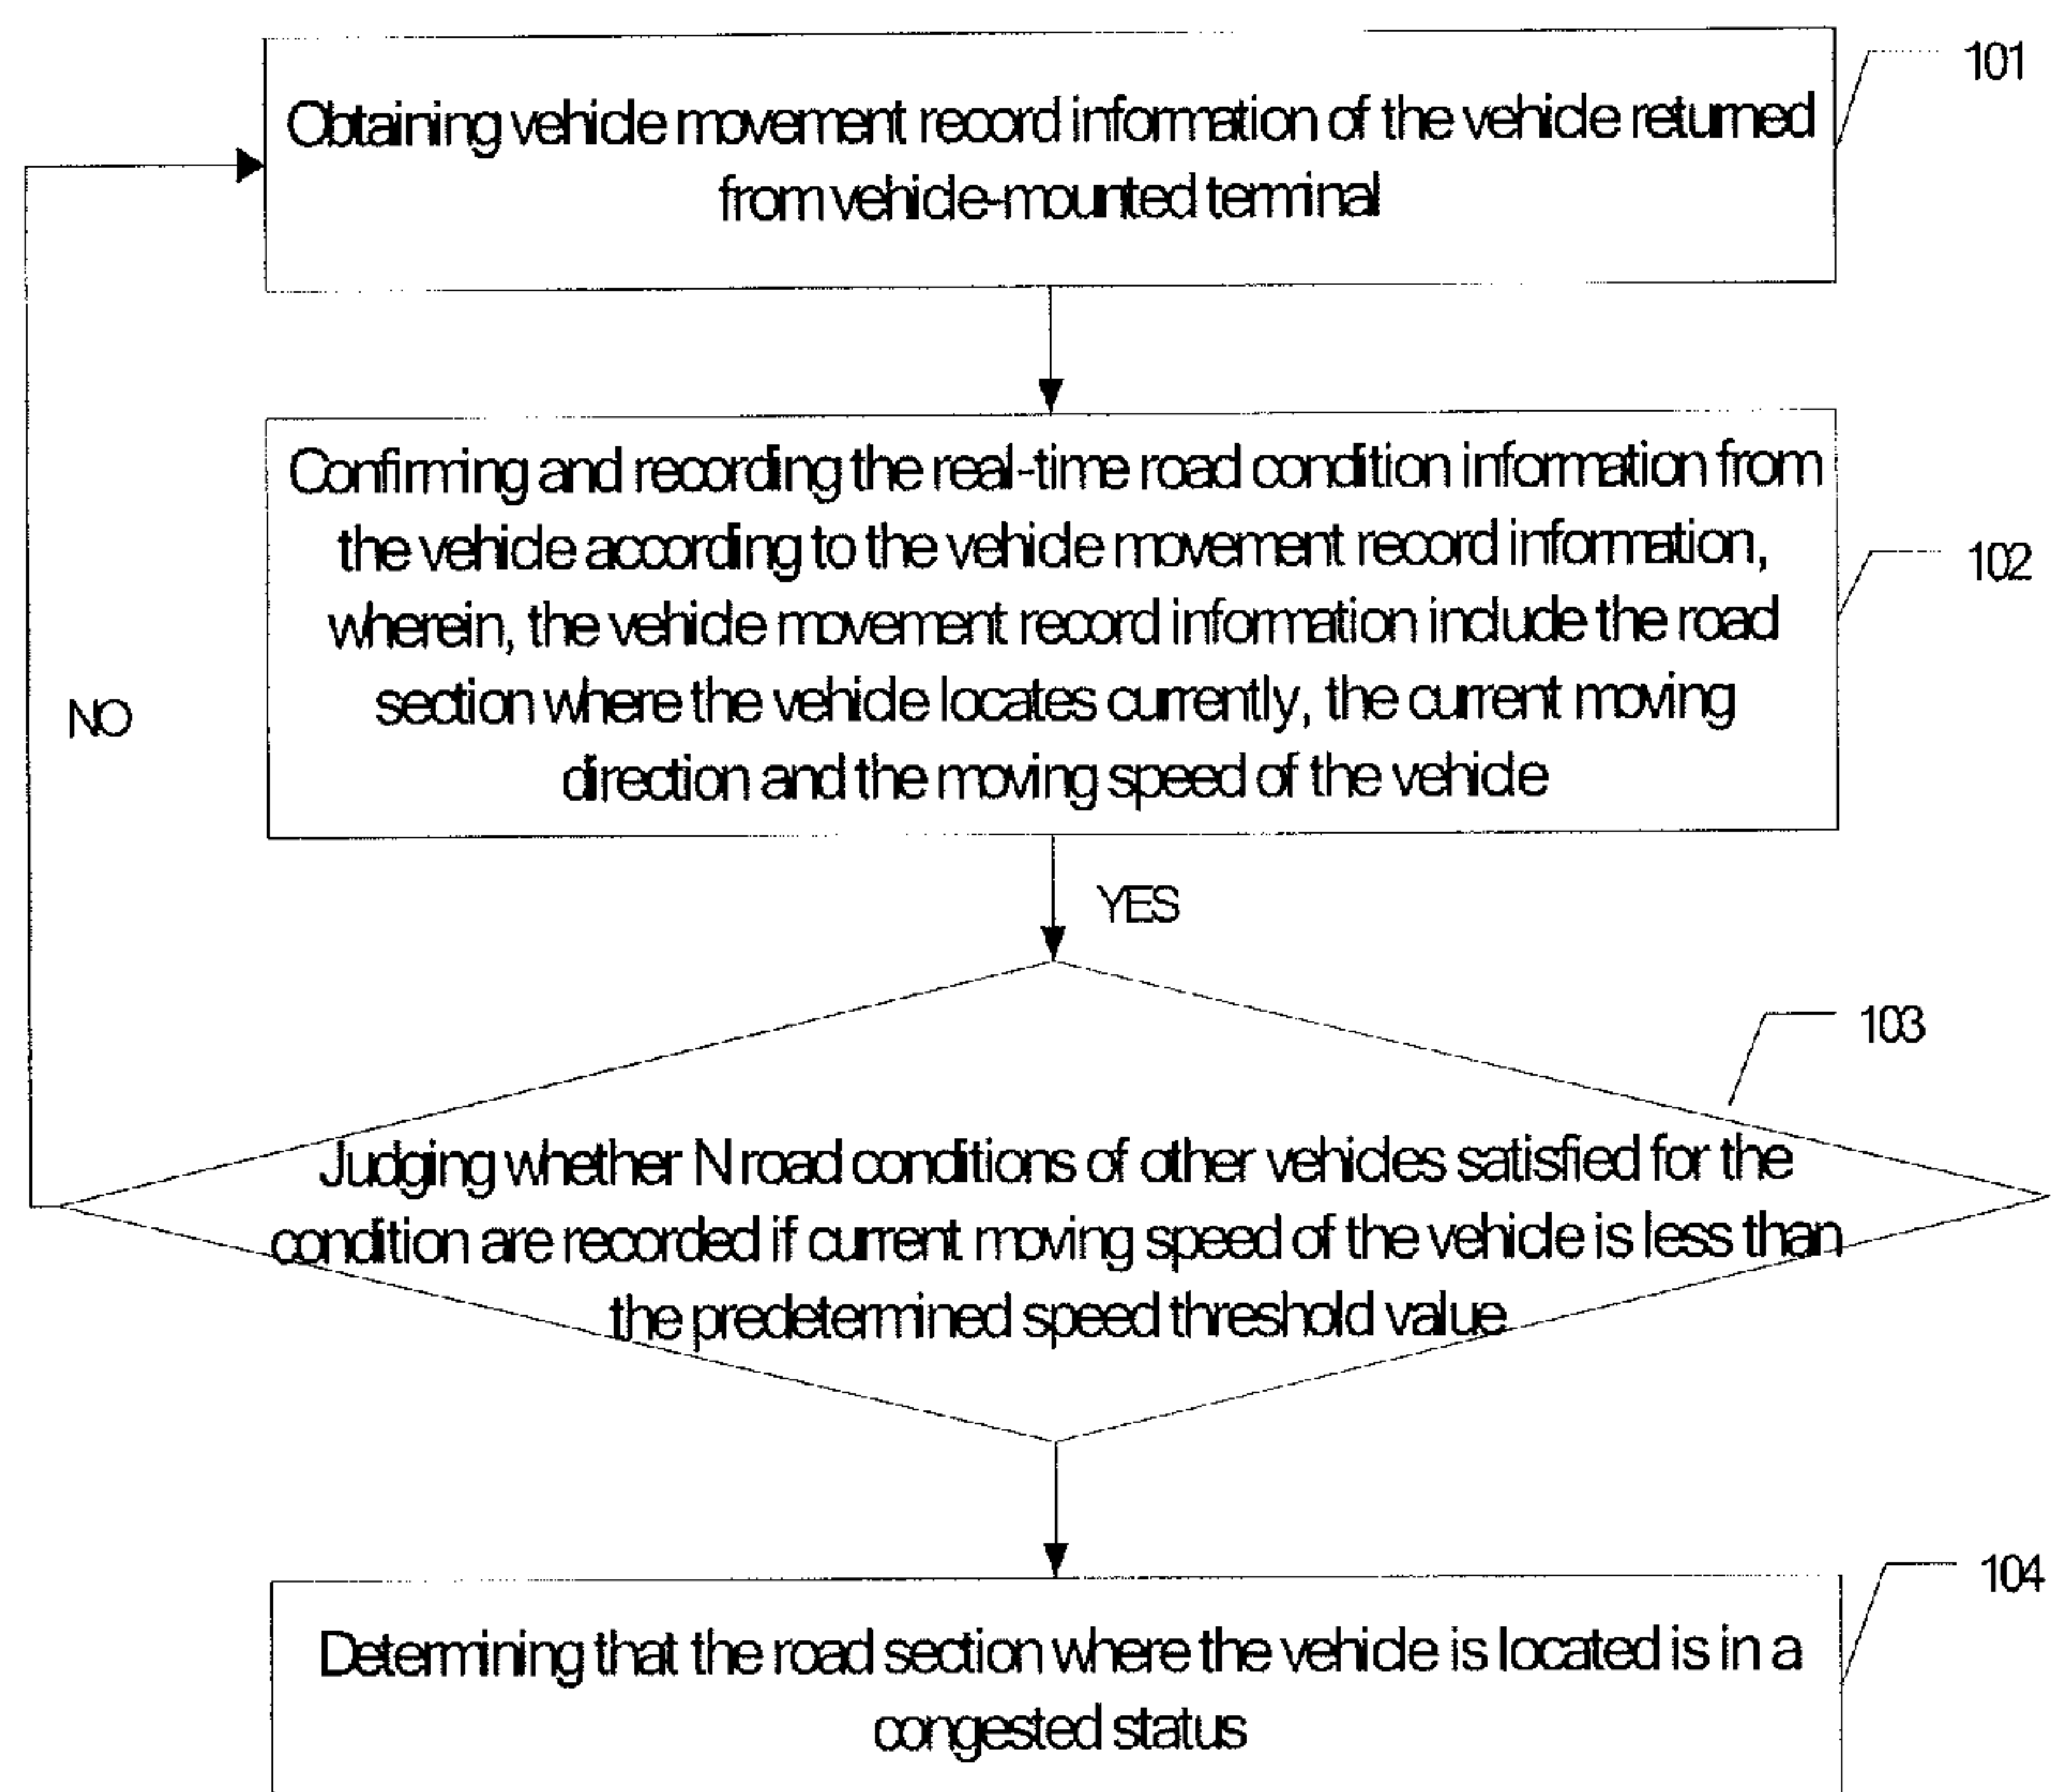 101
Obtaining vehicle movement record information of the vehicle returned
from vehicle-mounted terminal
Confirming and recording the real-time road condition information from
the vehicle according to the vehicle movement record information,
wherein, the vehicle movement record information include the road
section where the vehicle locates currently, the current moving
direction and the moving speed of the vehicle
102
NO
YES
103
Judging whether N road conditions of other vehicles satisfied for the
condition are recorded if current moving speed of the vehicle is less than
the predetermined speed threshold value
104
Determining that the road section where the vehicle is located is in a
congested status